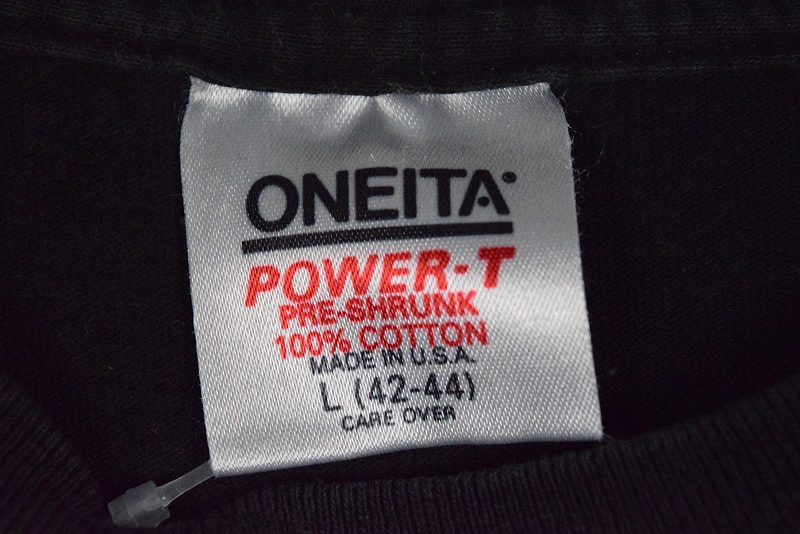 ONEITA
POWER-T
PRE-SHRUNK
100% COTTON
MADE IN U.S.A.
L (42-44)
CARE OVER